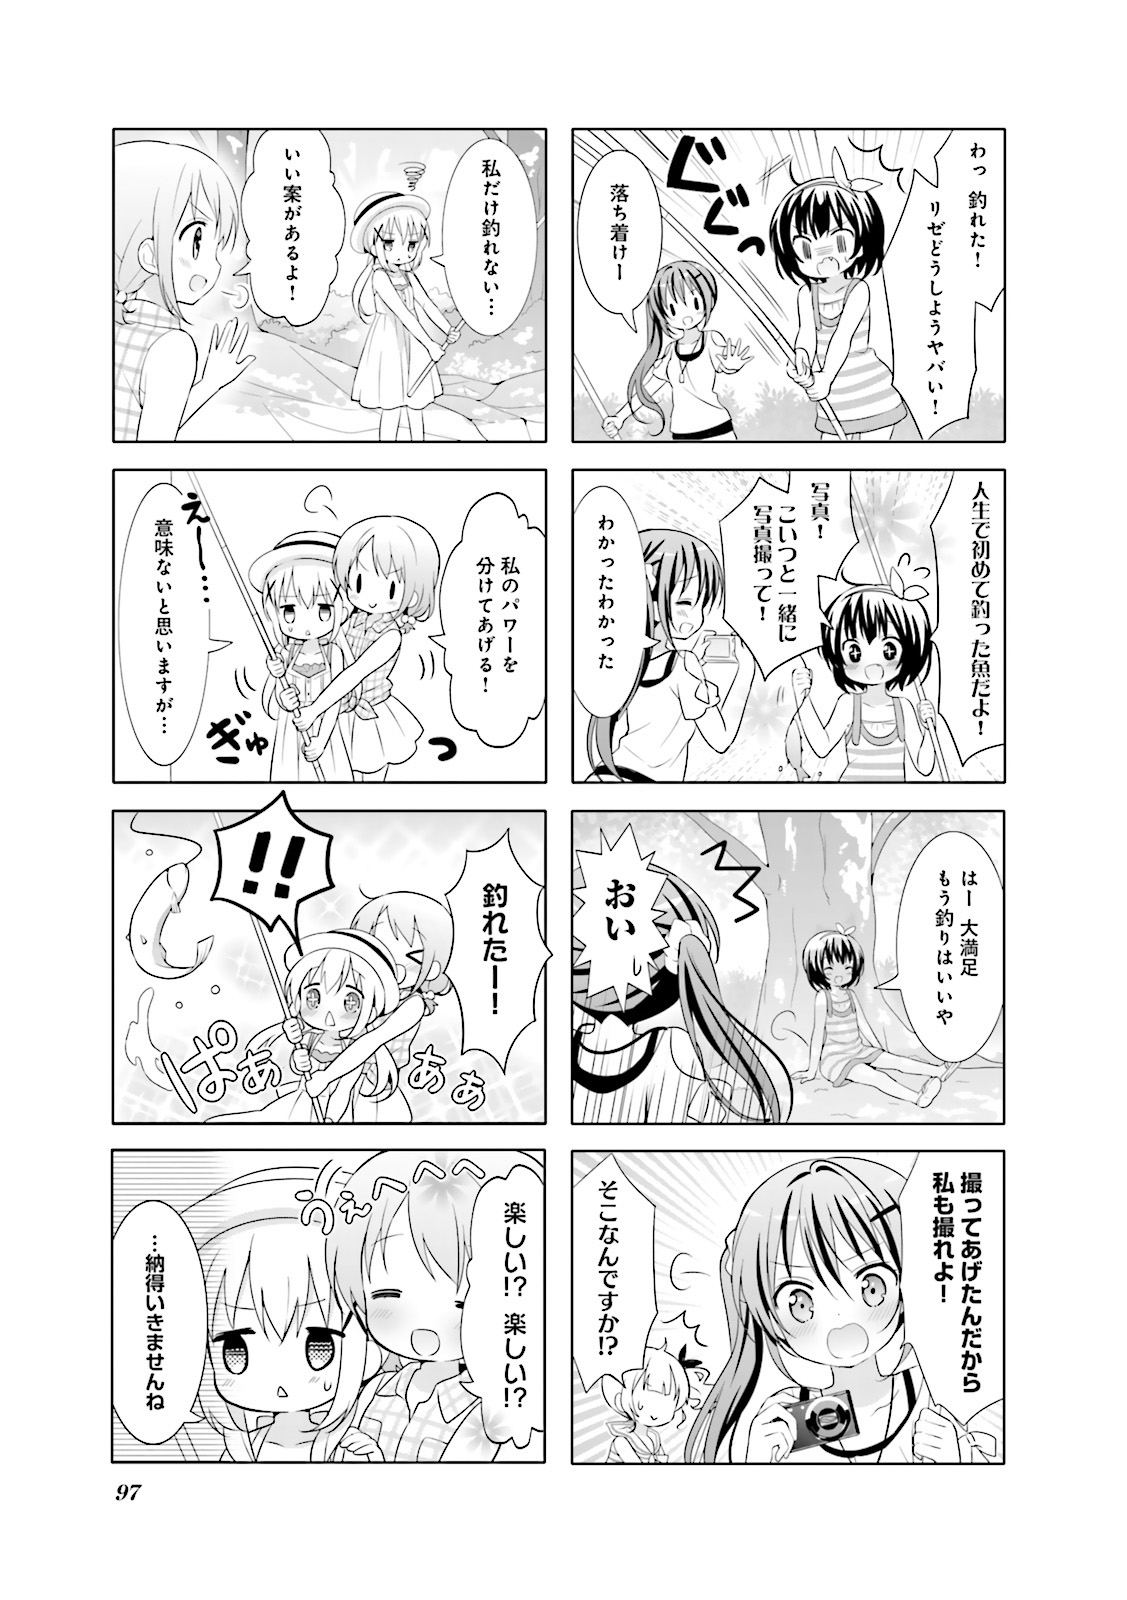 わっ 釣れた！
リゼどうしようヤバい！
ぐぐっ
落ち着けー
人生で初めて釣った魚だよ！
写真！
こいつと一緒に
写真撮って！
わかったわかった
はー 大満足
もう釣りはいいや
おい
撮ってあげたんだから
私も撮れよ！
そこなんですか!?
私だけ釣れない…
いい案があるよ！
私のパワーを
分けてあげる！
ぎゅっ
えー…
意味ないと思いますが…
釣れたー！
!!
ぱぁぁぁ
楽しい!? 楽しい!?
うぇへへへ
…納得いきませんね
97